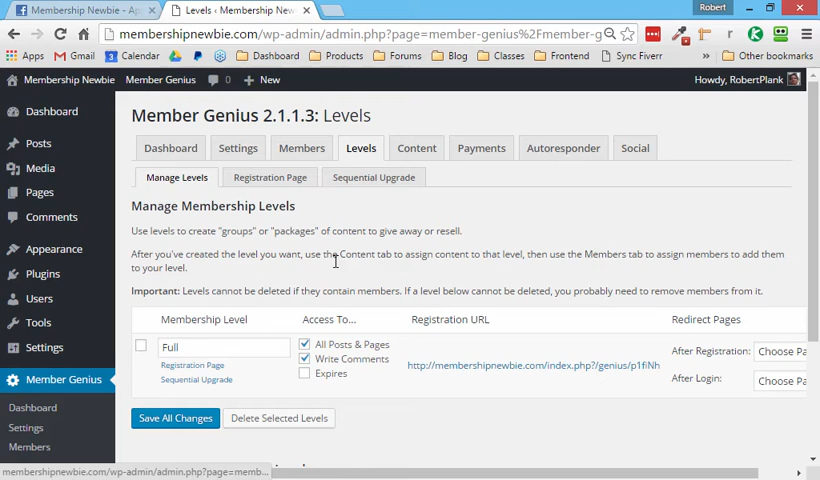 Robert
Membership Newbie - App
Levels ‹ Membership New
membershipnewbie.com/wp-admin/admin.php?page=member-genius%2Fmember-g
Apps Gmail Calendar Dashboard Products Forums Blog Classes Frontend Sync Fiverr » Other bookmarks
Membership Newbie Member Genius 0 + New Howdy, RobertPlank
Dashboard
Posts
Media
Pages
Comments
Appearance
Plugins
Users
Tools
Settings
Member Genius
Dashboard
Settings
Members
Member Genius 2.1.1.3: Levels
Dashboard Settings Members Levels Content Payments Autoresponder Social
Manage Levels Registration Page Sequential Upgrade
Manage Membership Levels
Use levels to create "groups" or "packages" of content to give away or resell.
After you've created the level you want, use the Content tab to assign content to that level, then use the Members tab to assign members to add them
to your level.
Important: Levels cannot be deleted if they contain members. If a level below cannot be deleted, you probably need to remove members from it.
Membership Level Access To... Registration URL Redirect Pages
Full
Registration Page
Sequential Upgrade
All Posts & Pages
Write Comments
Expires
http://membershipnewbie.com/index.php?/genius/p1fiNh
After Registration: Choose Pa
After Login: Choose Pa
Save All Changes Delete Selected Levels
membershipnewbie.com/wp-admin/admin.php?page=memb...